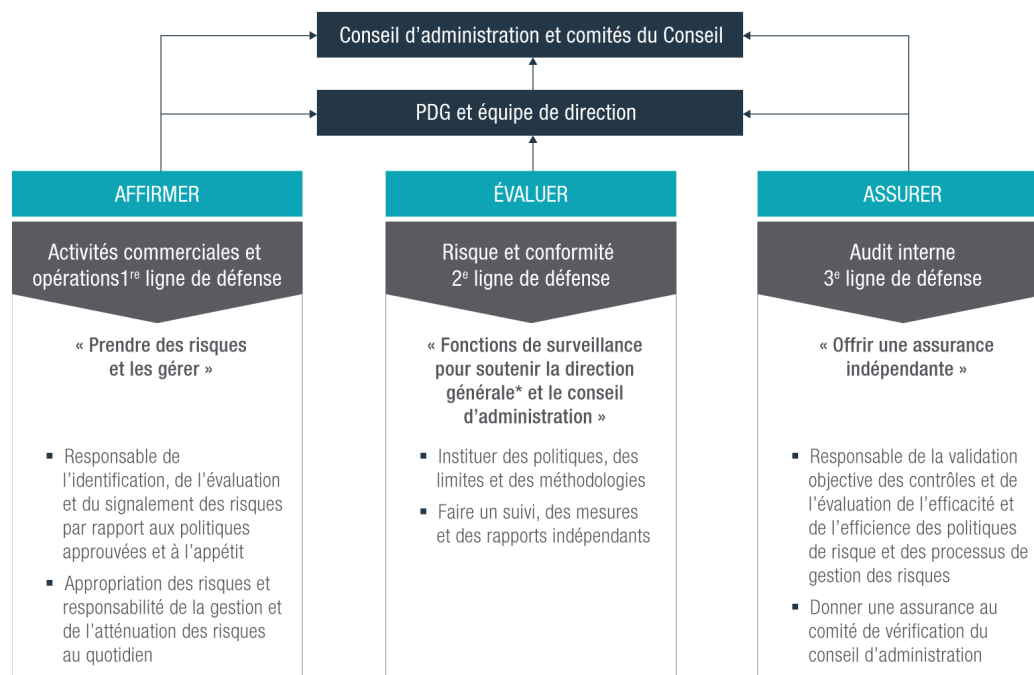 Conseil d'administration et comités du Conseil
PDG et équipe de direction
AFFIRMER
Activités commerciales et
opérations1re ligne de défense
« Prendre des risques
et les gérer »
▪ Responsable de
l'identification, de l'évaluation
et du signalement des risques
par rapport aux politiques
approuvées et à l'appétit
▪ Appropriation des risques et
responsabilité de la gestion et
de l'atténuation des risques
au quotidien
ÉVALUER
Risque et conformité
2e ligne de défense
« Fonctions de surveillance
pour soutenir la direction
générale* et le conseil
d'administration »
▪ Instituer des politiques, des
limites et des méthodologies
▪ Faire un suivi, des mesures
et des rapports indépendants
ASSURER
Audit interne
3e ligne de défense
« Offrir une assurance
indépendante »
▪ Responsable de la validation
objective des contrôles et de
l'évaluation de l'efficacité et
de l'efficience des politiques
de risque et des processus de
gestion des risques
▪ Donner une assurance au
comité de vérification du
conseil d'administration